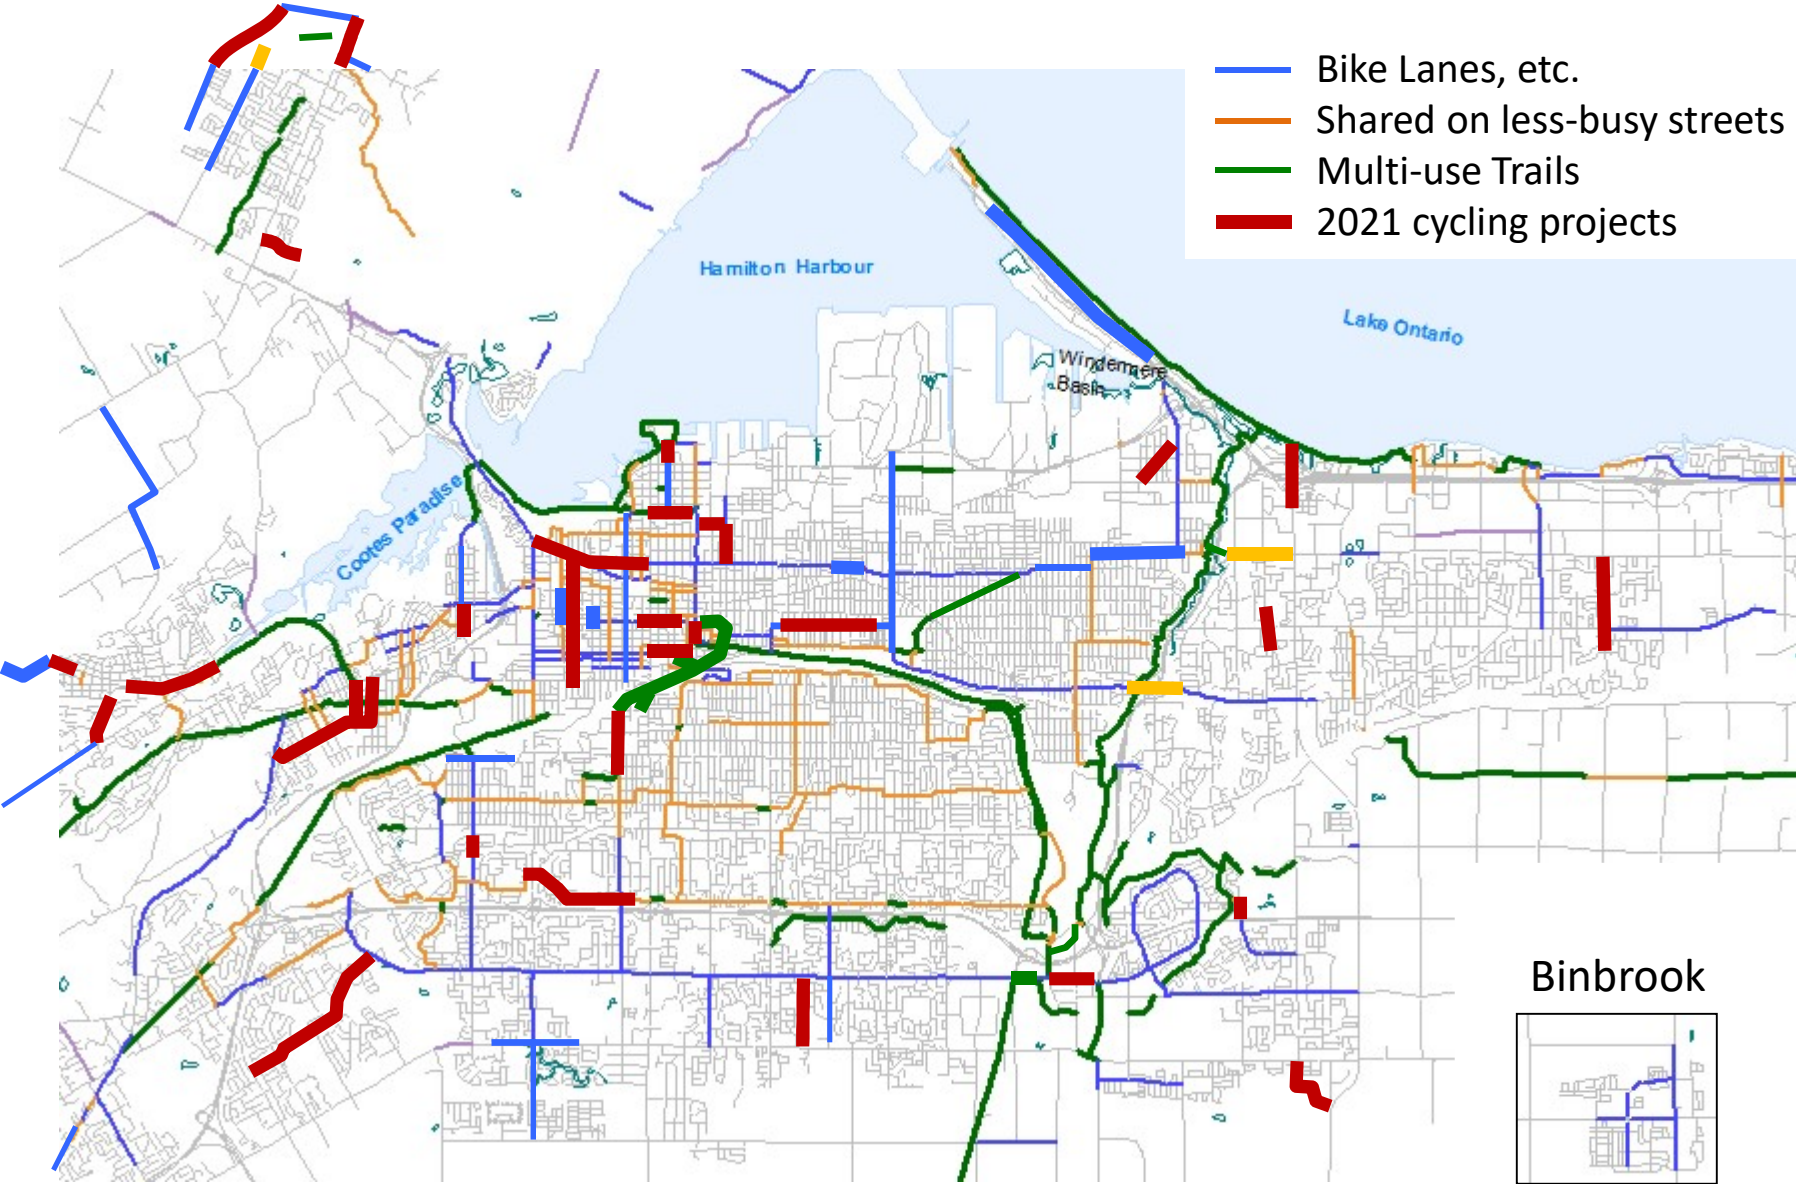 Bike Lanes, etc.
Shared on less-busy streets
Multi-use Trails
2021 cycling projects
Hamilton Harbour
Lake Ontario
Windermere
Basin
Cootes Paradise
Binbrook